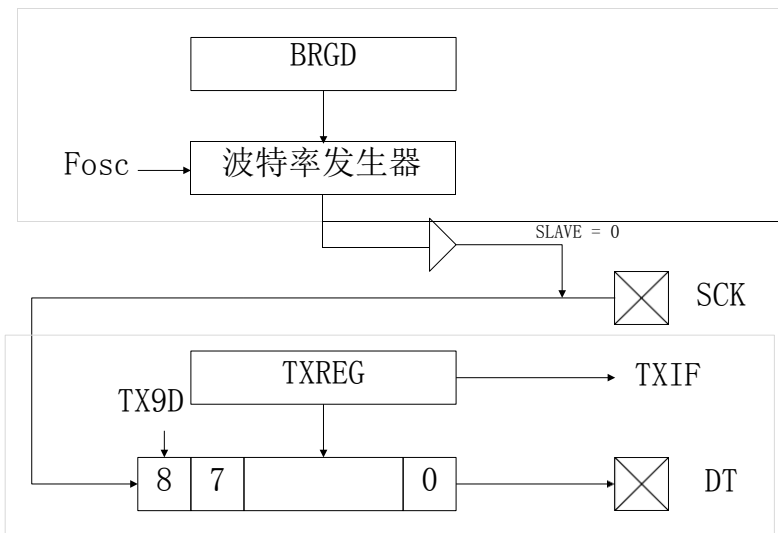 BRGD
Fosc
波特率发生器
SLAVE = 0
SCK
TXREG
TXIF
TX9D
8
7
0
DT